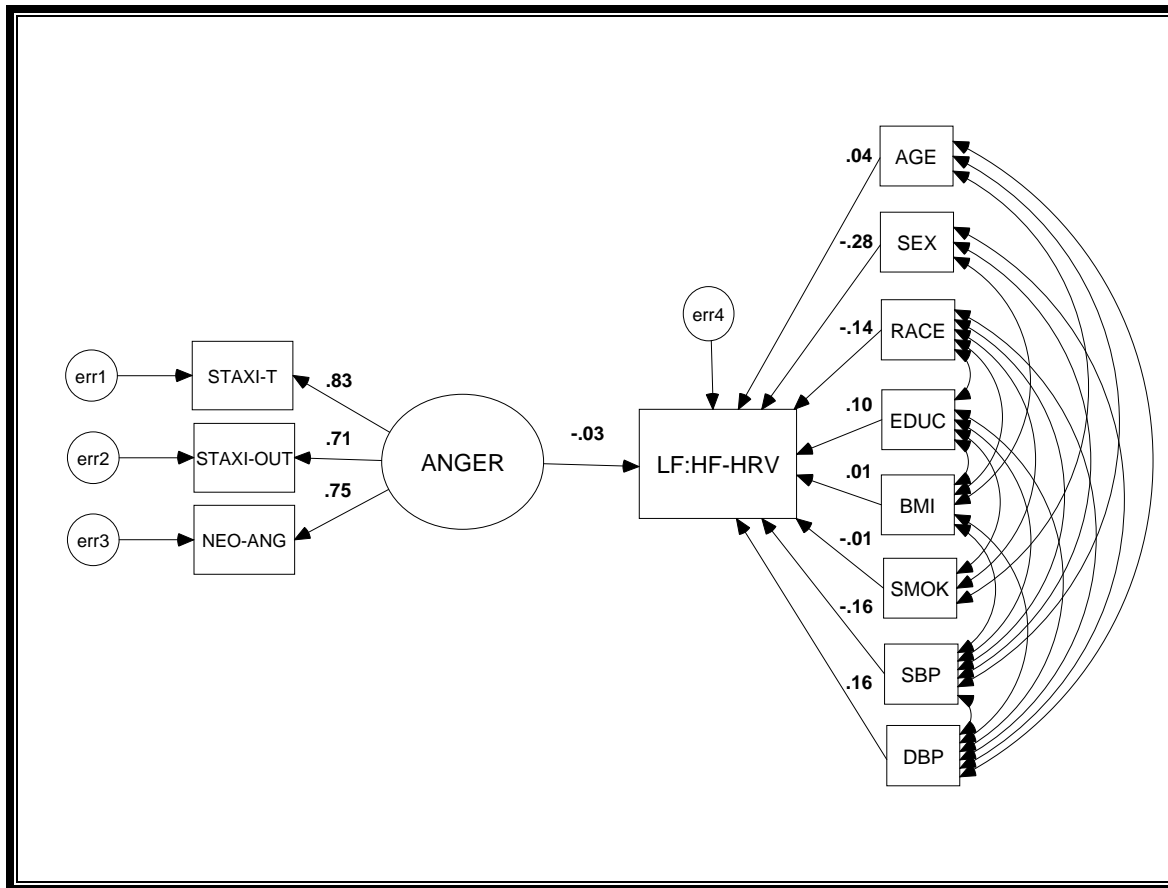 err1
STAXI-T
.83
err2
STAXI-OUT
.71
err3
NEO-ANG
.75
ANGER
-.03
err4
LF:HF-HRV
.04
AGE
-.28
SEX
-.14
RACE
.10
EDUC
.01
BMI
-.01
SMOK
-.16
SBP
.16
DBP